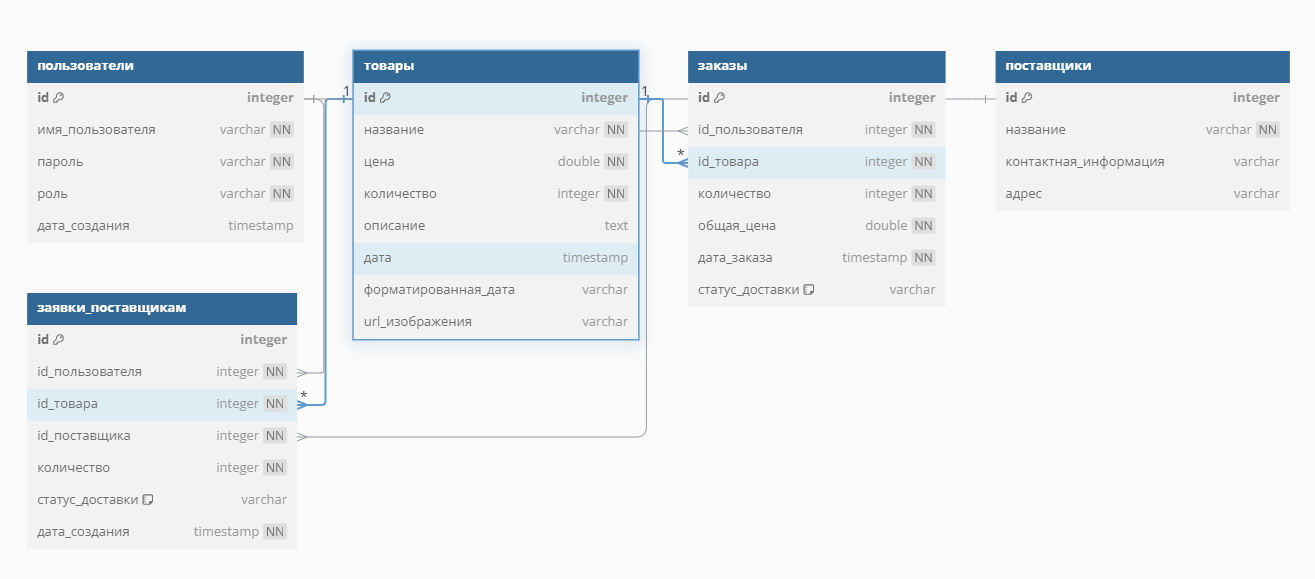 пользователи
id integer
имя_пользователя varchar NN
пароль varchar NN
роль varchar NN
дата_создания timestamp
товары
1 id integer 1
название varchar NN
цена double NN
количество integer NN
описание text
дата timestamp
форматированная_дата varchar
url_изображения varchar
заказы
id integer
id_пользователя integer NN
* id_товара integer NN
количество integer NN
общая_цена double NN
дата_заказа timestamp NN
статус_доставки varchar
поставщики
id integer
название varchar NN
контактная_информация varchar
адрес varchar
заявки_поставщикам
id integer
id_пользователя integer NN
id_товара integer NN *
id_поставщика integer NN
количество integer NN
статус_доставки varchar
дата_создания timestamp NN